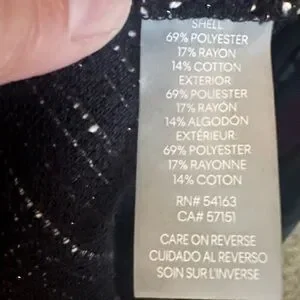 SHELL
69% POLYESTER
17% RAYON
14% COTTON
EXTERIOR
69% POLIESTER
17% RAYÓN
14% ALGODÓN
EXTÉRIEUR:
69% POLYESTER
17% RAYONNE
14% COTON
RN# 54163
CA# 57151
CARE ON REVERSE
CUIDADO AL REVERSO
SOIN SUR L'INVERSE